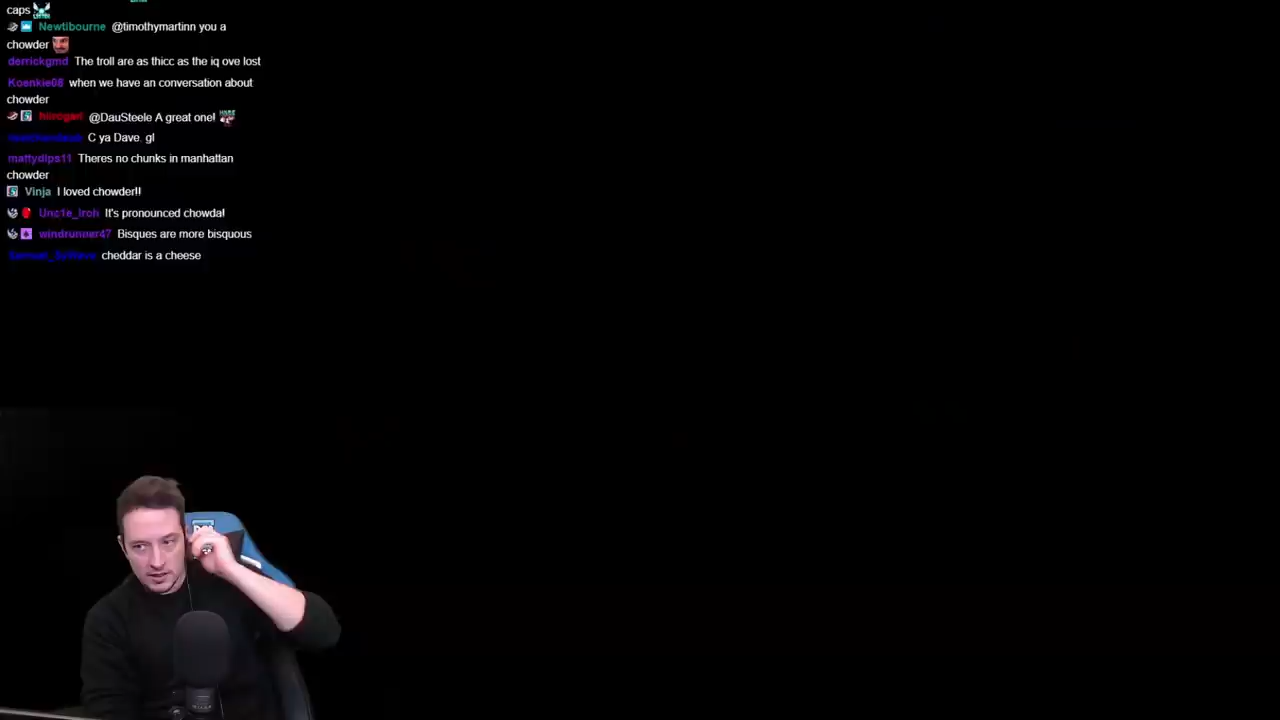 caps
Newtibourne @timothymartinn you a
chowder
derrickgmd The troll are as thicc as the iq ove lost
Koenkie08 when we have an conversation about
chowder
@DauSteele A great one!
C ya Dave. gl
mattydips11 Theres no chunks in manhattan
chowder
Vinja I loved chowder!!
Unc1e_Iroh It's pronounced chowda!
windrunner47 Bisques are more bisquous
cheddar is a cheese